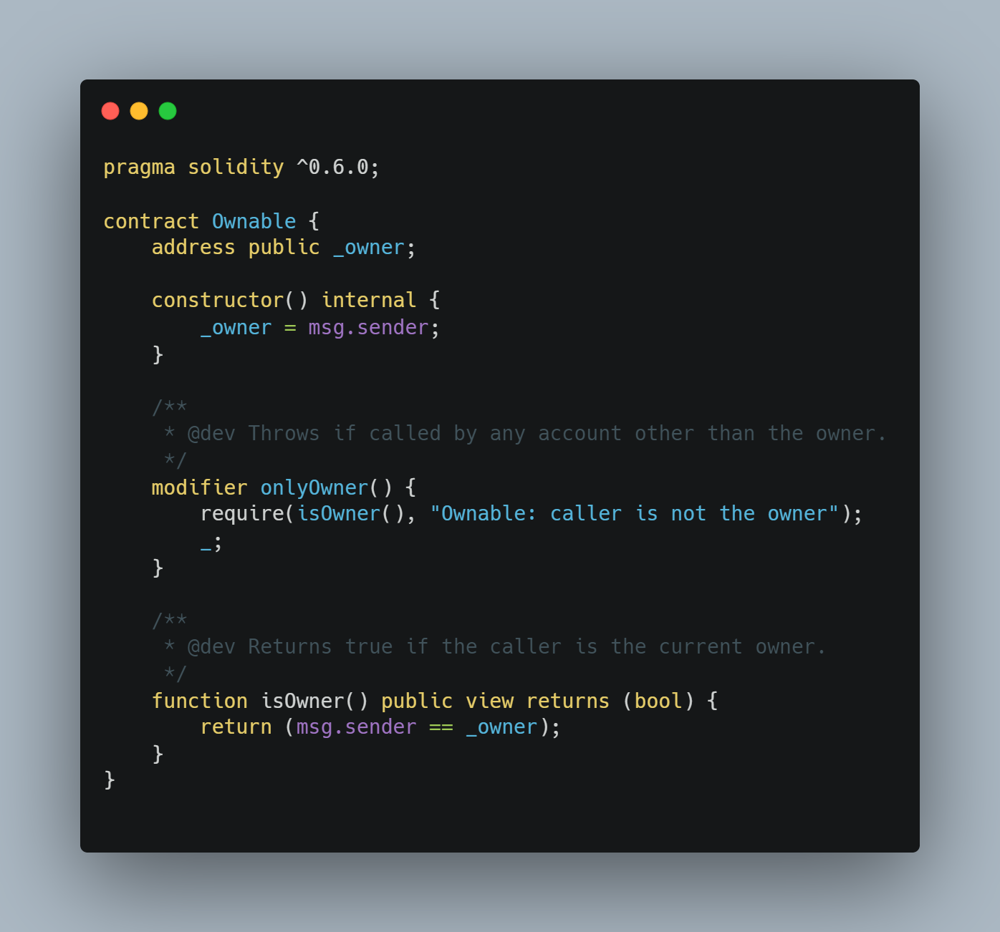 pragma solidity ^0.6.0;

contract Ownable {
    address public _owner;

    constructor() internal {
        _owner = msg.sender;
    }

    /**
     * @dev Throws if called by any account other than the owner.
     */
    modifier onlyOwner() {
        require(isOwner(), "Ownable: caller is not the owner");
        _;
    }

    /**
     * @dev Returns true if the caller is the current owner.
     */
    function isOwner() public view returns (bool) {
        return (msg.sender == _owner);
    }
}